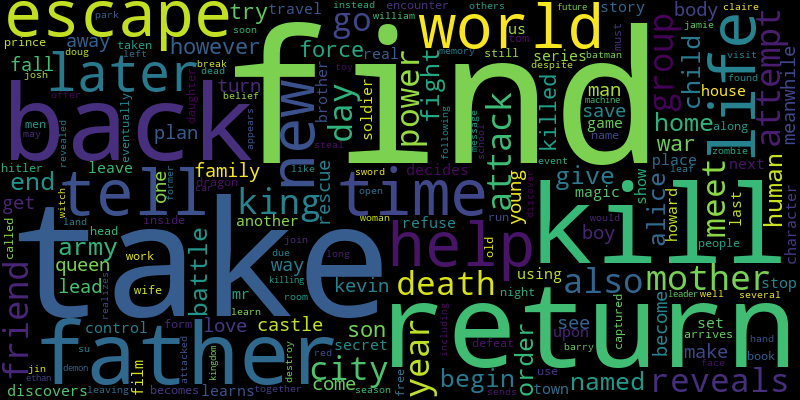 escape
try
travel
go
instead
encounter
others
story
future
claire
park
prince
doug
away
taken
left
soon
however
force
william
us
com
world
body
jamie
josh
fall
later
break
dead
belief
turn
real
memory
still
series
batman
despite
must
visit
found
machine
men
may
offer
revealed
eventually
plan
daughter
appears
back
find
new
brother
toy
day
soldier
power
fight
following
message
school
attack
killed
man
save
game
name
group
child
life
attempt
meanwhile
house
home
along
zombie
hitler
leave
family
steal
sword
decides
war
place
next
leaf
event
human
end
tell
one
former
dragon
car
like
rescue
time
young
give
magic
show
alice
howard
meet
last
character
get
witch
land
inside
king
open
woman
refuse
run
discover
boy
would
people
kill
called
take
another
help
old
army
head
join
long
queen
work
battle
due
way
mr
killing
kevin
death
using
also
mother
stop
lead
realizes
wife
learn
room
night
leader
well
several
friend
father
control
form
love
castle
son
year
return
captured
see
upon
become
set
arrives
hand
secret
including
defeat
order
barry
make
face
book
jin
su
attacked
kingdom
destroy
red
city
come
free
begin
use
town
named
reveals
ethan
demon
film
discovers
leaving
becomes
learns
together
season
sends